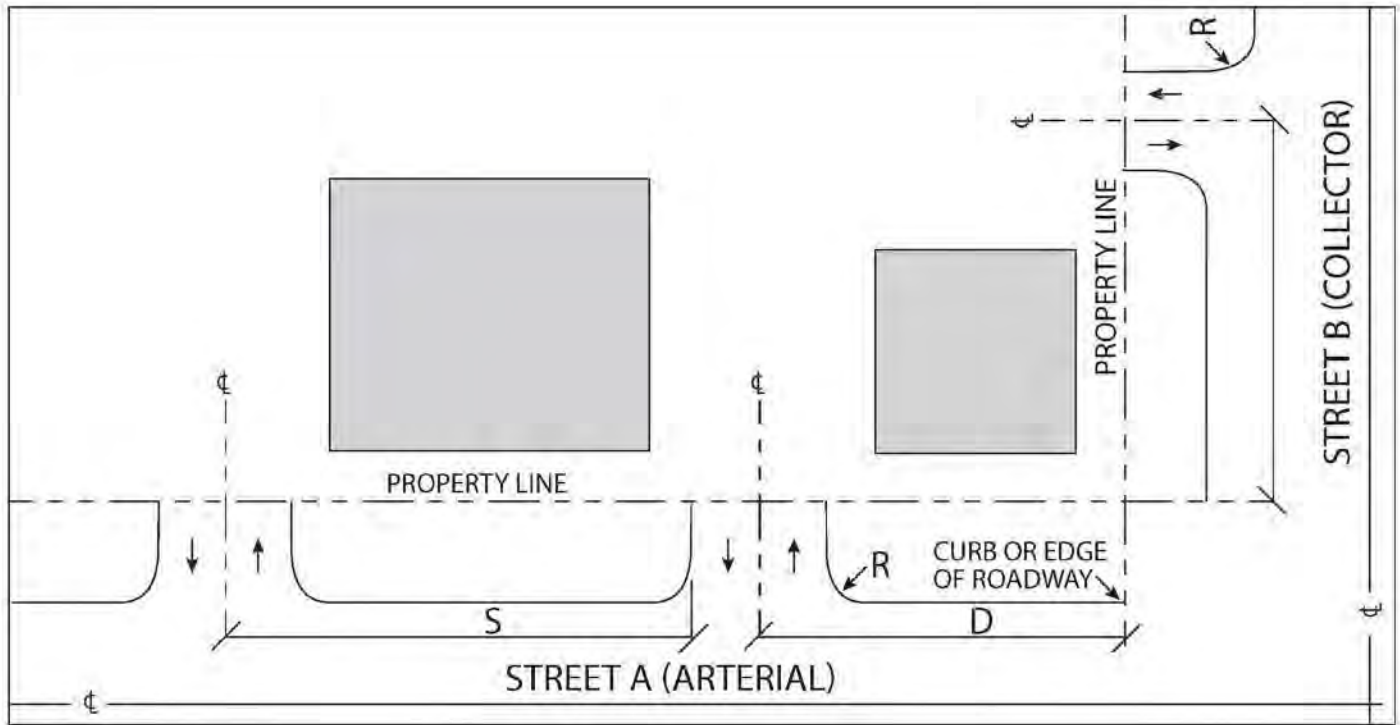 R
℄
PROPERTY LINE
STREET B (COLLECTOR)
℄
℄
PROPERTY LINE
R
CURB OR EDGE
OF ROADWAY
℄
S
D
STREET A (ARTERIAL)
℄